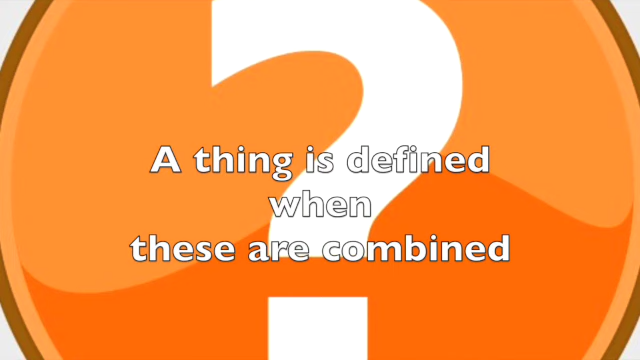 A thing is defined
when
these are combined